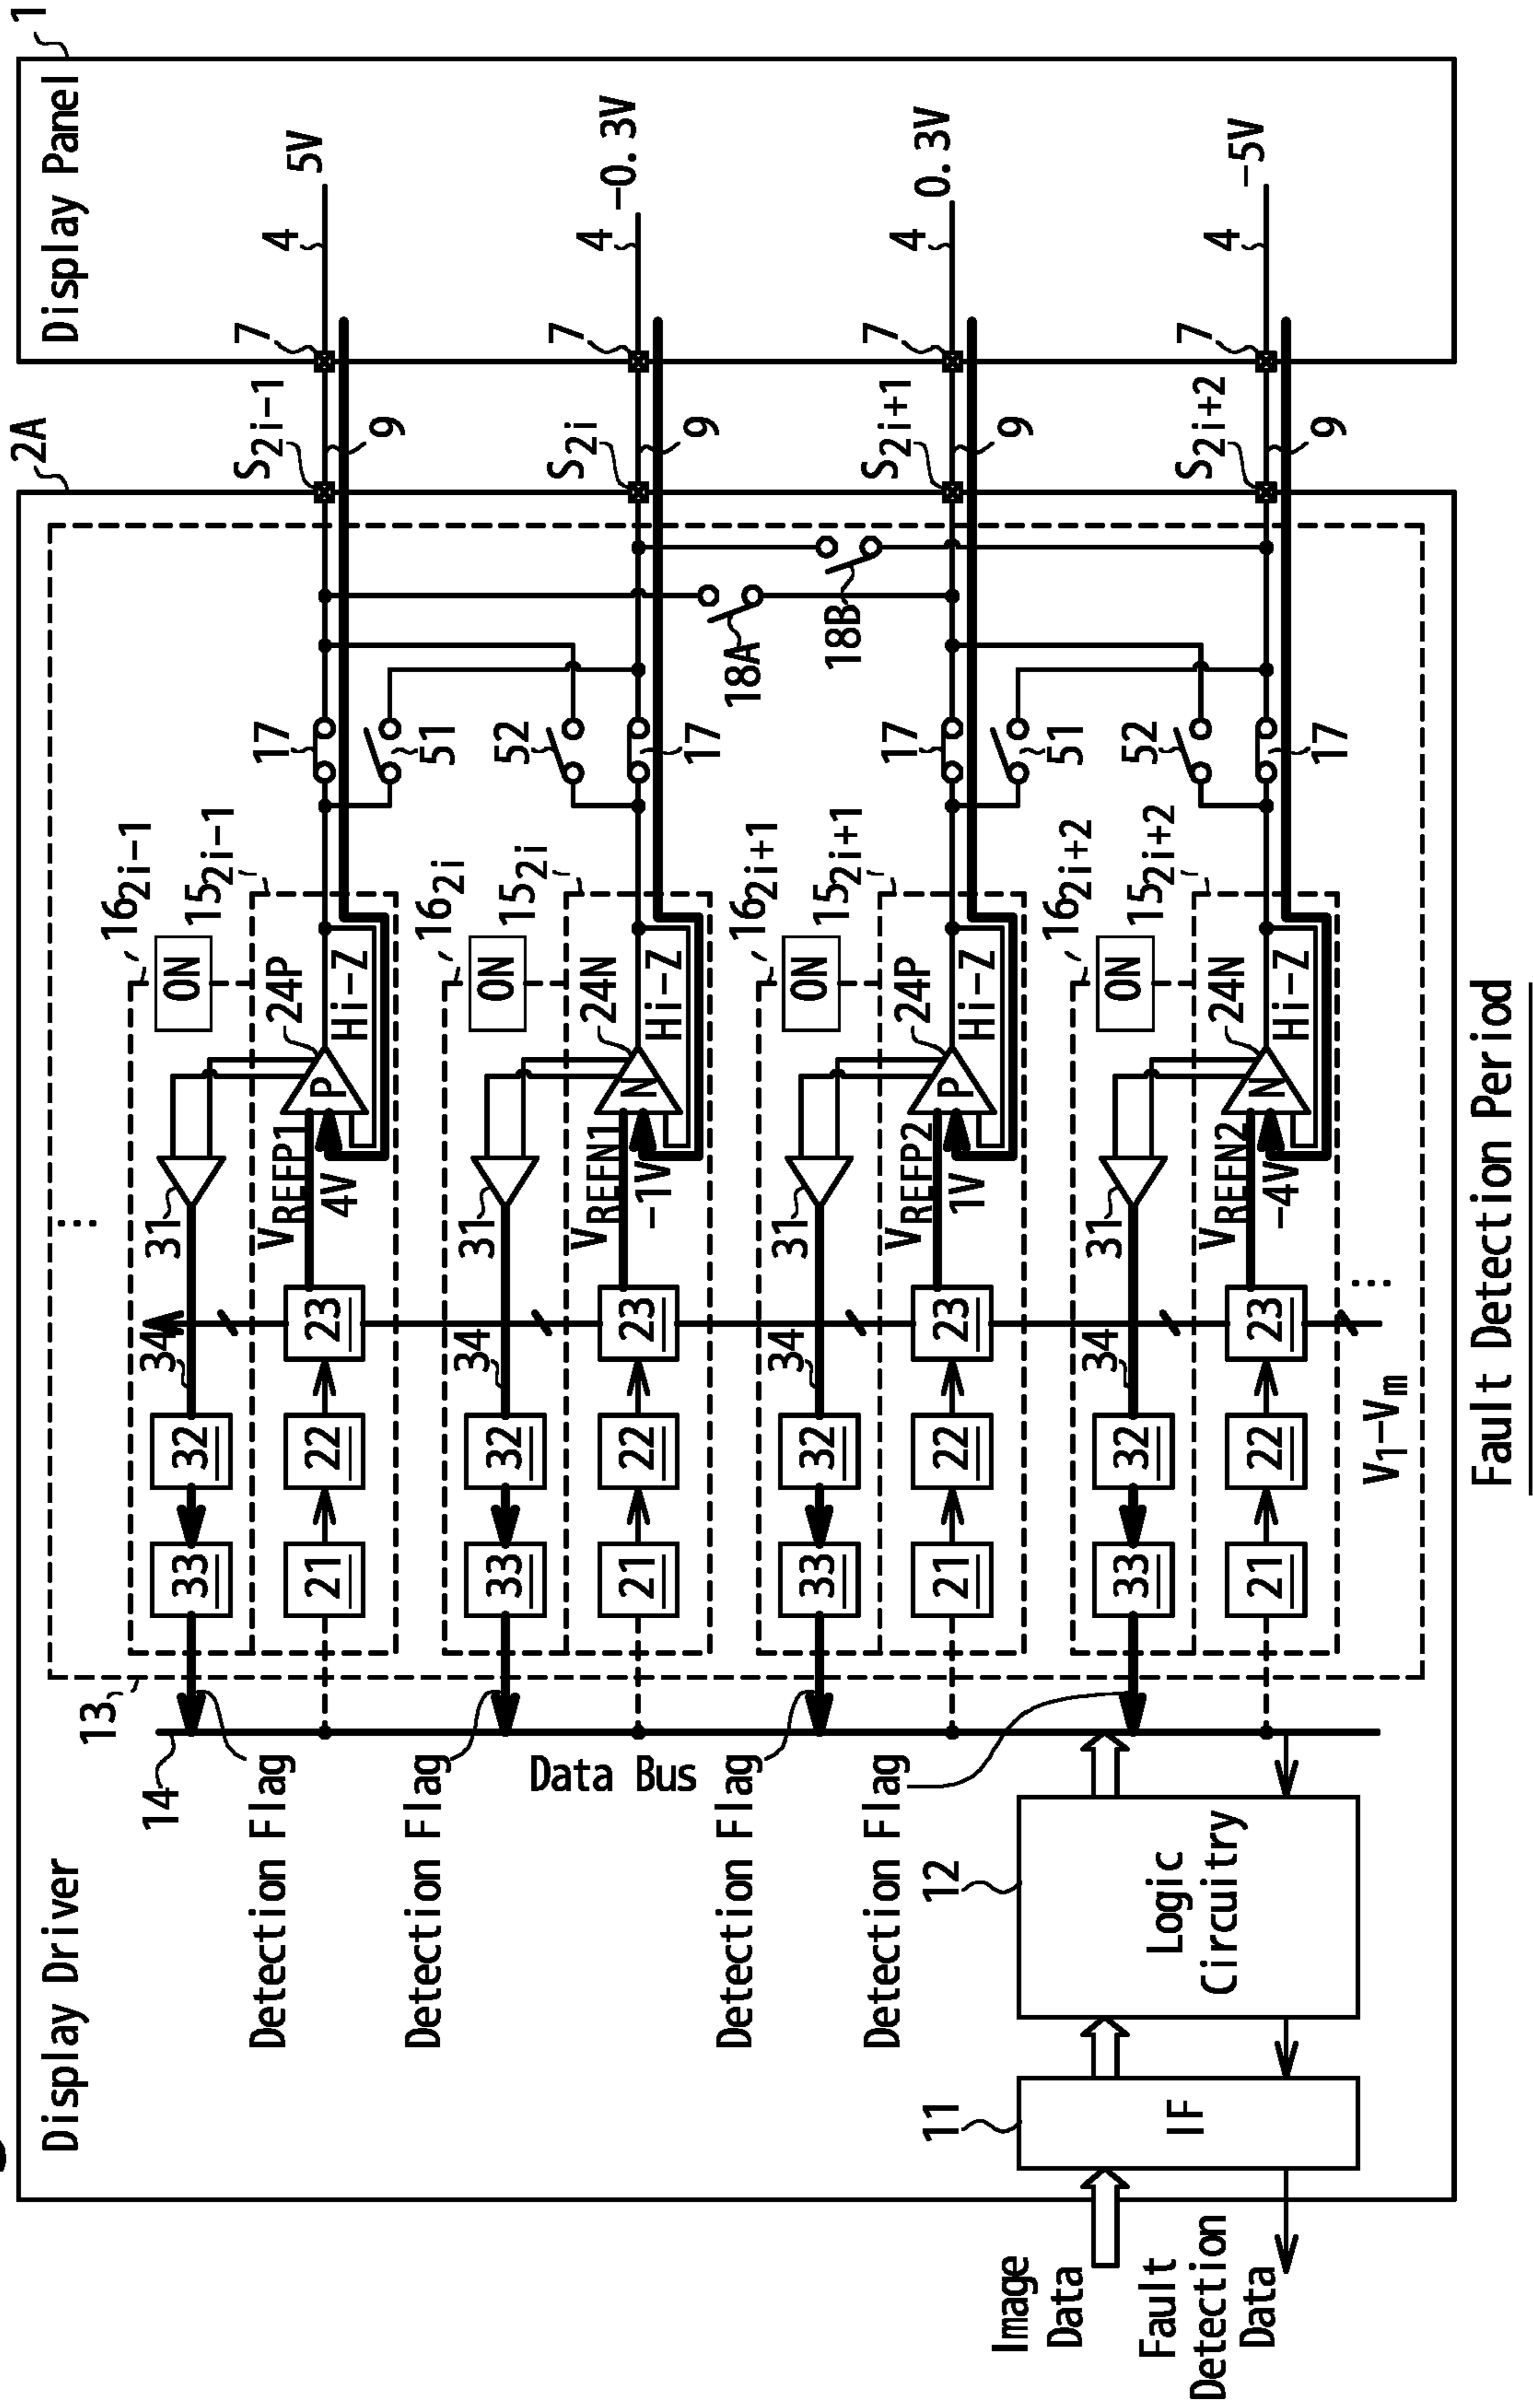 Display Driver
2A
Display Panel
1
13
14
16₂ᵢ₋₁
ON
15₂ᵢ₋₁
31
34
32
33
24P
P
Hi-Z
V_REFP1
4V
23
22
21
17
51
S₂ᵢ₋₁
9
7
4
5V
Detection Flag
16₂ᵢ
ON
15₂ᵢ
31
34
32
33
24N
N
Hi-Z
V_REFN1
-1V
23
22
21
52
17
S₂ᵢ
9
7
4
-0.3V
Detection Flag
Data Bus
18A
18B
16₂ᵢ₊₁
ON
15₂ᵢ₊₁
31
34
32
33
24P
P
Hi-Z
V_REFP2
1V
23
22
21
17
51
S₂ᵢ₊₁
9
7
4
0.3V
Detection Flag
16₂ᵢ₊₂
ON
15₂ᵢ₊₂
31
34
32
33
24N
N
Hi-Z
V_REFN2
-4V
23
22
21
52
17
S₂ᵢ₊₂
9
7
4
-5V
Detection Flag
V₁-Vₘ
11
IF
12
Logic
Circuitry
Image
Data
Fault
Detection
Data
Fault Detection Period